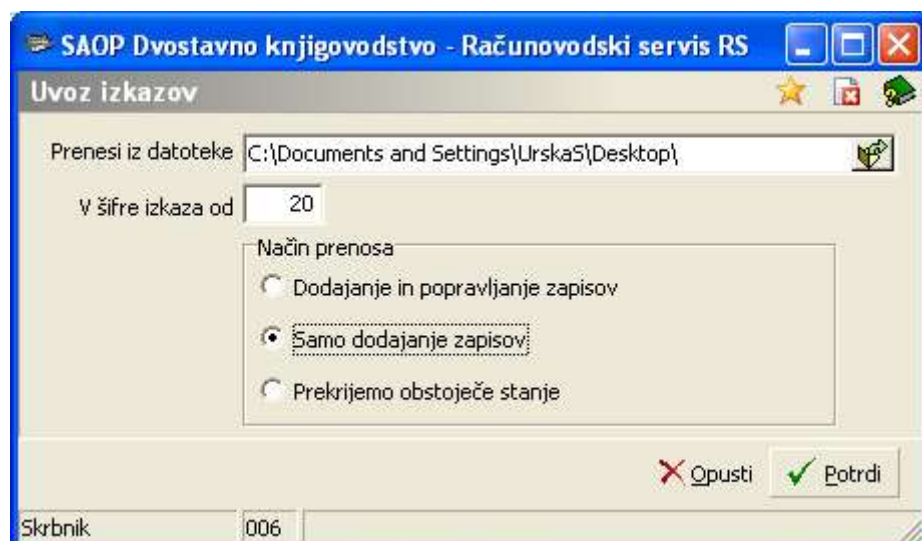 SAOP Dvostavno knjigovodstvo - Računovodski servis RS
Uvoz izkazov
Prenesi iz datoteke C:\Documents and Settings\UrskaS\Desktop\
V šifre izkaza od 20
Način prenosa
Dodajanje in popravljanje zapisov
Samo dodajanje zapisov
Prekrijemo obstoječe stanje
Opusti Potrdi
Skrbnik 006